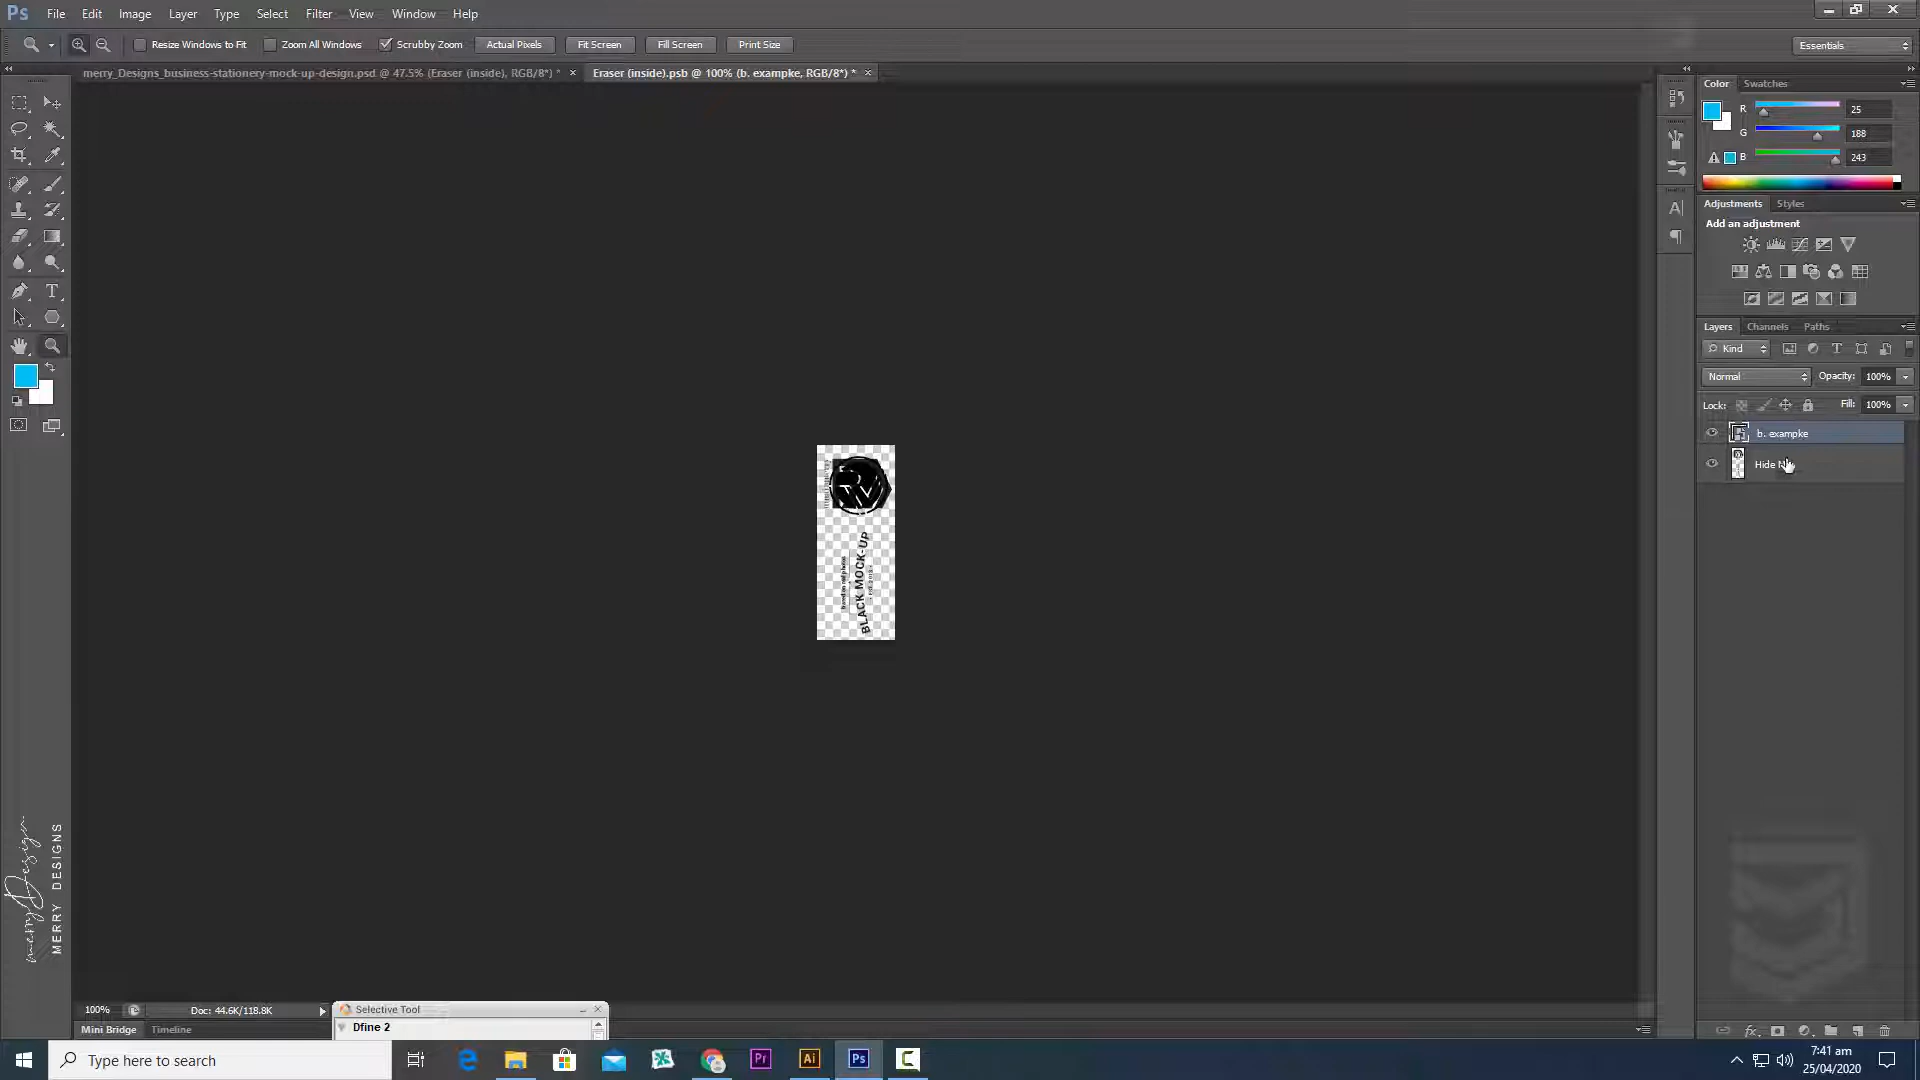 Ps File Edit Image Layer Type Select Filter View Window Help
Resize Windows to Fit Zoom All Windows Scrubby Zoom Actual Pixels Fit Screen Fill Screen Print Size Essentials
merry_Designs_business-stationery-mock-up-design.psd @ 47.5% (Eraser (inside), RGB/8*) * Eraser (inside).psb @ 100% (b. exampke, RGB/8*) *
Color Swatches
R 25
G 188
B 243
Adjustments Styles
Add an adjustment
Layers Channels Paths
Kind
Normal Opacity: 100%
Lock: Fill: 100%
b. exampke
Hide
BLACK MOCK-UP
merryDesign
MERRY DESIGNS
100% Doc: 44.6K/118.8K
Selective Tool
Dfine 2
Mini Bridge Timeline
Type here to search
Pr Ai Ps
7:41 am
25/04/2020